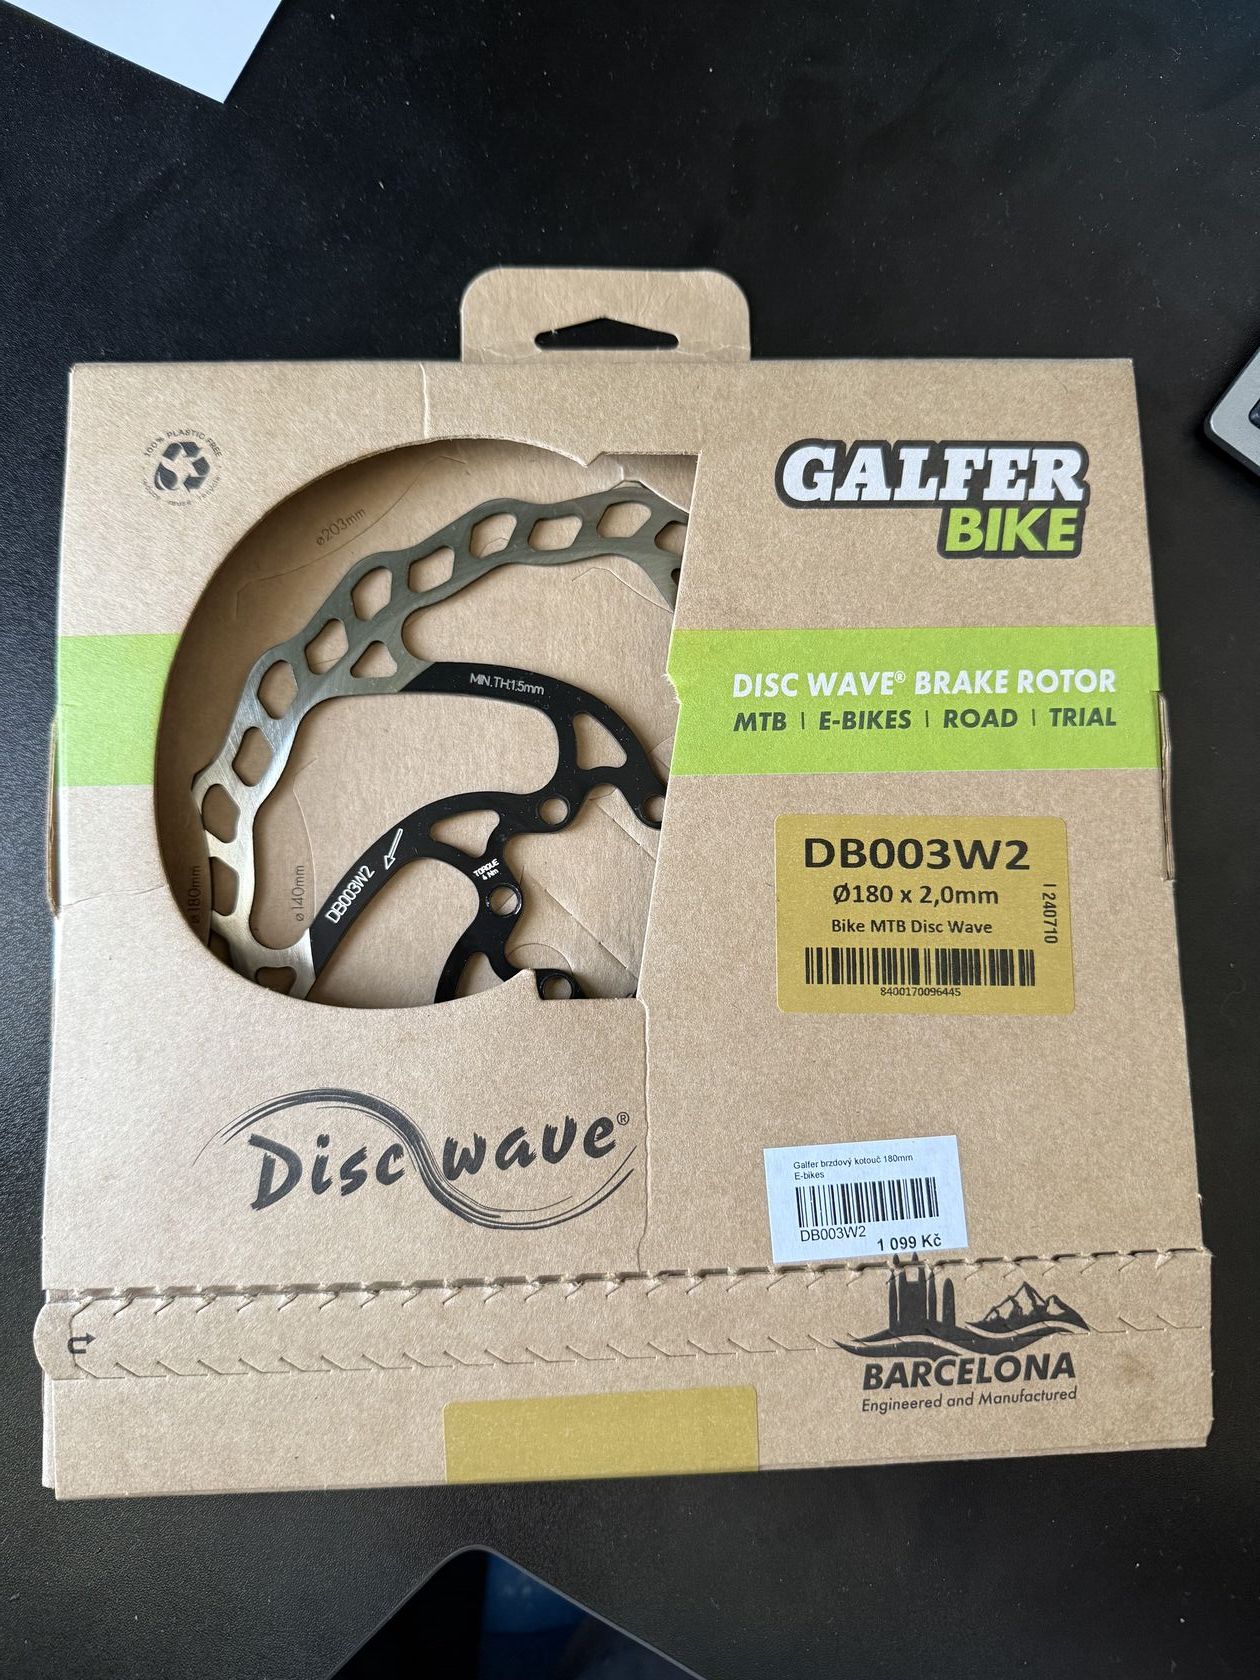 100% PLASTIC FREE
GALFER
BIKE
ø203mm
MIN.TH:1.5mm
DISC WAVE® BRAKE ROTOR
MTB | E-BIKES | ROAD | TRIAL
DB003W2
TORQUE
4 Nm
ø180mm
ø140mm
DB003W2
Ø180 x 2,0mm
Bike MTB Disc Wave
8400170096445
I 240710
Disc wave®
Galfer brzdový kotouč 180mm
E-bikes
DB003W2
1 099 Kč
BARCELONA
Engineered and Manufactured